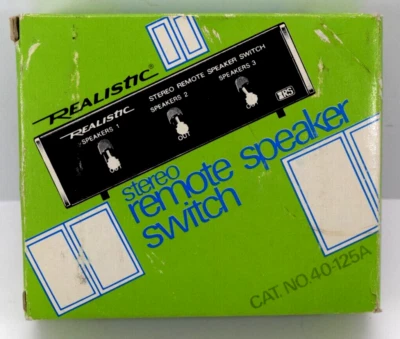 REALISTIC®
REALISTIC
STEREO REMOTE SPEAKER SWITCH
SPEAKERS 1
SPEAKERS 2
SPEAKERS 3
OUT
OUT
RS
stereo
remote speaker
switch
CAT. NO. 40-125A